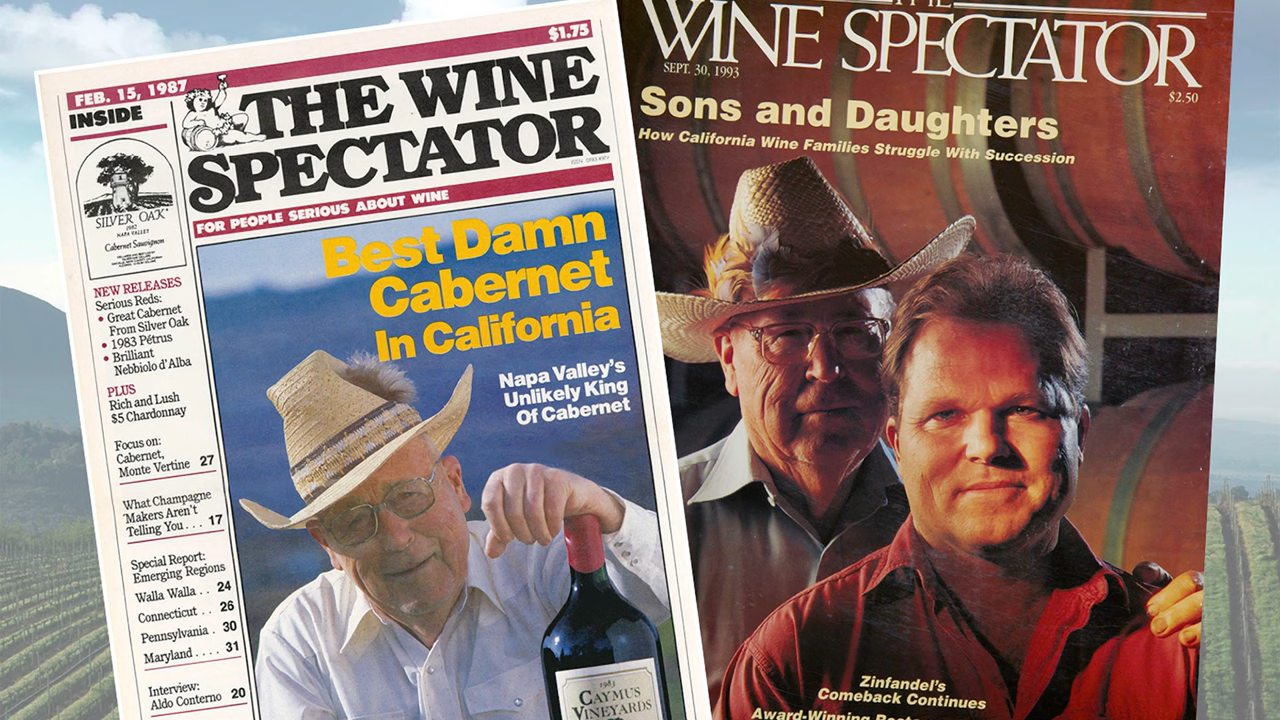 FEB. 15, 1987
$1.75
INSIDE
THE WINE
SPECTATOR
FOR PEOPLE SERIOUS ABOUT WINE
SILVER OAK
1982
NAPA VALLEY
Cabernet Sauvignon
NEW RELEASES
Serious Reds:
• Great Cabernet
From Silver Oak
• 1983 Pétrus
• Brilliant
Nebbiolo d'Alba
PLUS
Rich and Lush
$5 Chardonnay
Focus on:
Cabernet,
Monte Vertine 27
What Champagne
Makers Aren't
Telling You . . . 17
Special Report:
Emerging Regions
Walla Walla . . 24
Connecticut . . 26
Pennsylvania . 30
Maryland . . . . 31
Interview:
Aldo Conterno 20
Best Damn
Cabernet
In California
Napa Valley's
Unlikely King
Of Cabernet
1983
CAYMUS
VINEYARDS
THE
WINE SPECTATOR
SEPT. 30, 1993
$2.50
Sons and Daughters
How California Wine Families Struggle With Succession
Zinfandel's
Comeback Continues
Award-Winning